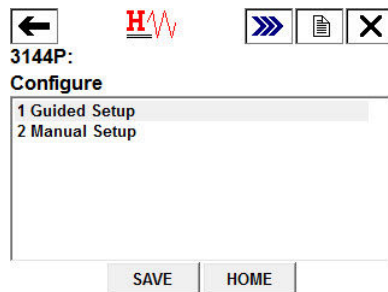 H
3144P:
Configure
1 Guided Setup
2 Manual Setup
SAVE
HOME